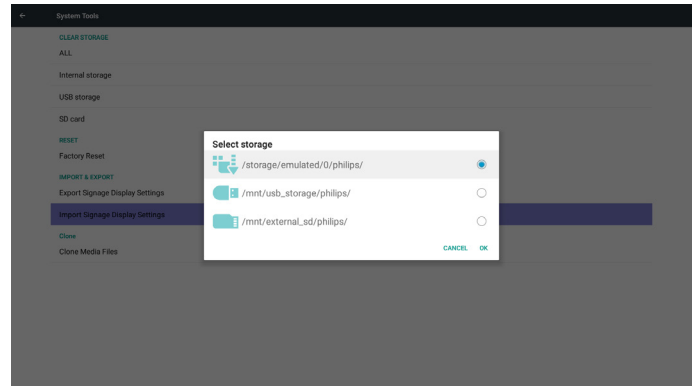 System Tools
CLEAR STORAGE
ALL
Internal storage
USB storage
SD card
RESET
Factory Reset
IMPORT & EXPORT
Export Signage Display Settings
Import Signage Display Settings
Clone
Clone Media Files
Select storage
/storage/emulated/0/philips/
/mnt/usb_storage/philips/
/mnt/external_sd/philips/
CANCEL OK